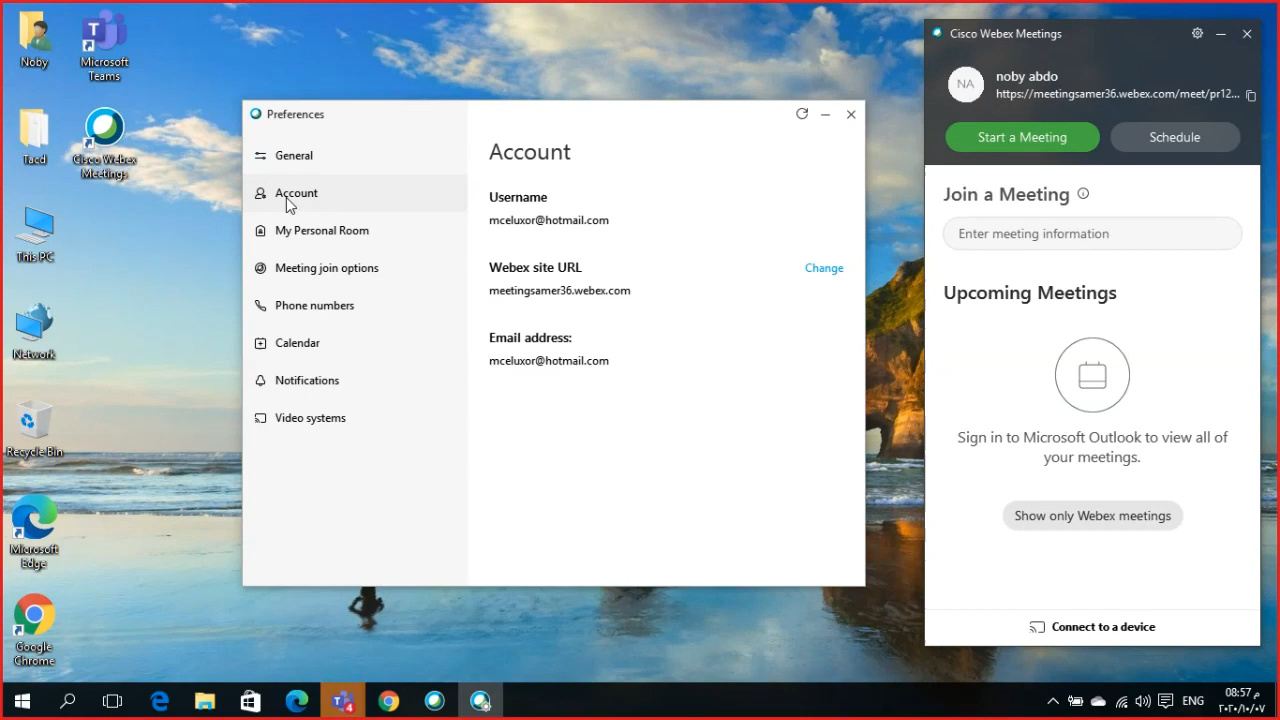 Noby
Microsoft
Teams
Tacd
Cisco Webex
Meetings
This PC
Network
Recycle Bin
Microsoft
Edge
Google
Chrome
Preferences
General
Account
My Personal Room
Meeting join options
Phone numbers
Calendar
Notifications
Video systems
Account
Username
mceluxor@hotmail.com
Webex site URL
Change
meetingsamer36.webex.com
Email address:
mceluxor@hotmail.com
Cisco Webex Meetings
NA
noby abdo
https://meetingsamer36.webex.com/meet/pr12...
Start a Meeting
Schedule
Join a Meeting
Enter meeting information
Upcoming Meetings
Sign in to Microsoft Outlook to view all of
your meetings.
Show only Webex meetings
Connect to a device
4
ENG
08:57 م
٢٠٢٠/١٠/٠٧